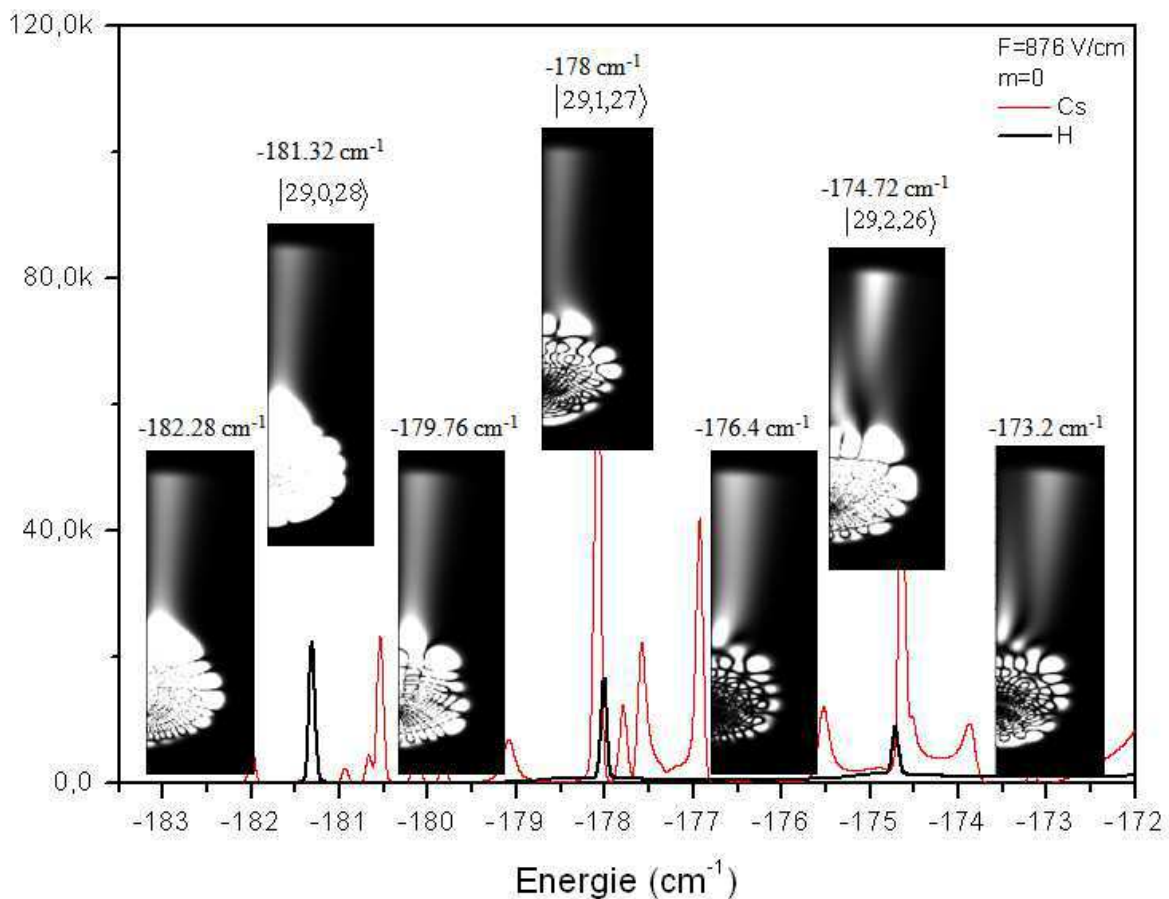 120,0k
80,0k
40,0k
0,0
F=876 V/cm
m=0
Cs
H
-178 cm-1
|29,1,27⟩
-181.32 cm-1
|29,0,28⟩
-174.72 cm-1
|29,2,26⟩
-182.28 cm-1
-179.76 cm-1
-176.4 cm-1
-173.2 cm-1
-183 -182 -181 -180 -179 -178 -177 -176 -175 -174 -173 -172
Energie (cm-1)